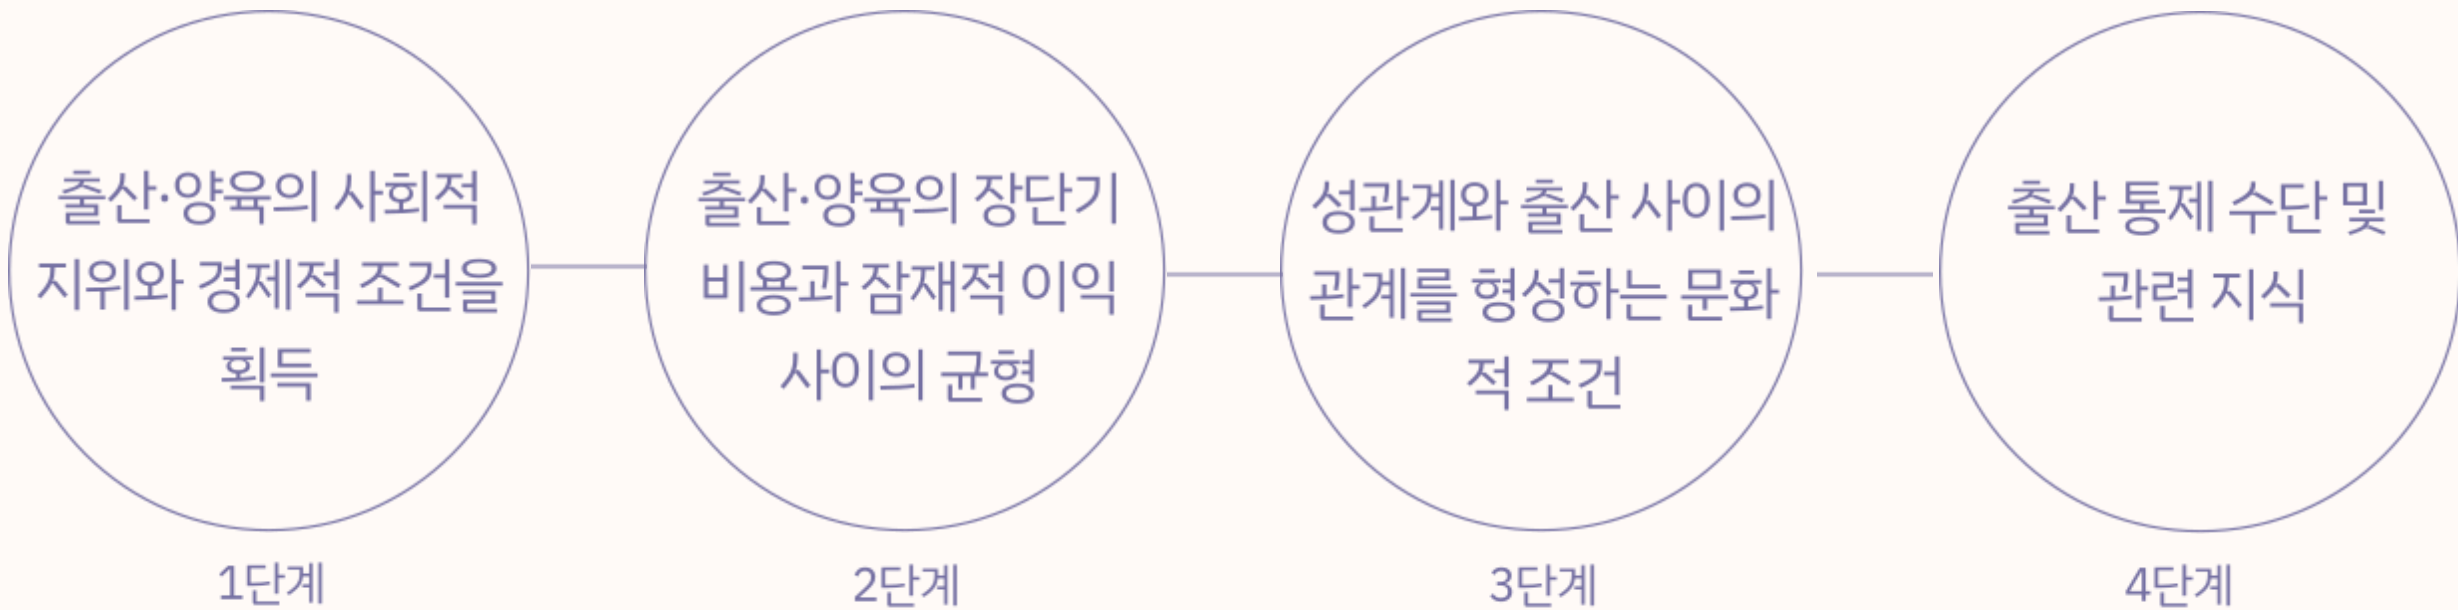 출산·양육의 사회적
지위와 경제적 조건을
획득
1단계
출산·양육의 장단기
비용과 잠재적 이익
사이의 균형
2단계
성관계와 출산 사이의
관계를 형성하는 문화
적 조건
3단계
출산 통제 수단 및
관련 지식
4단계